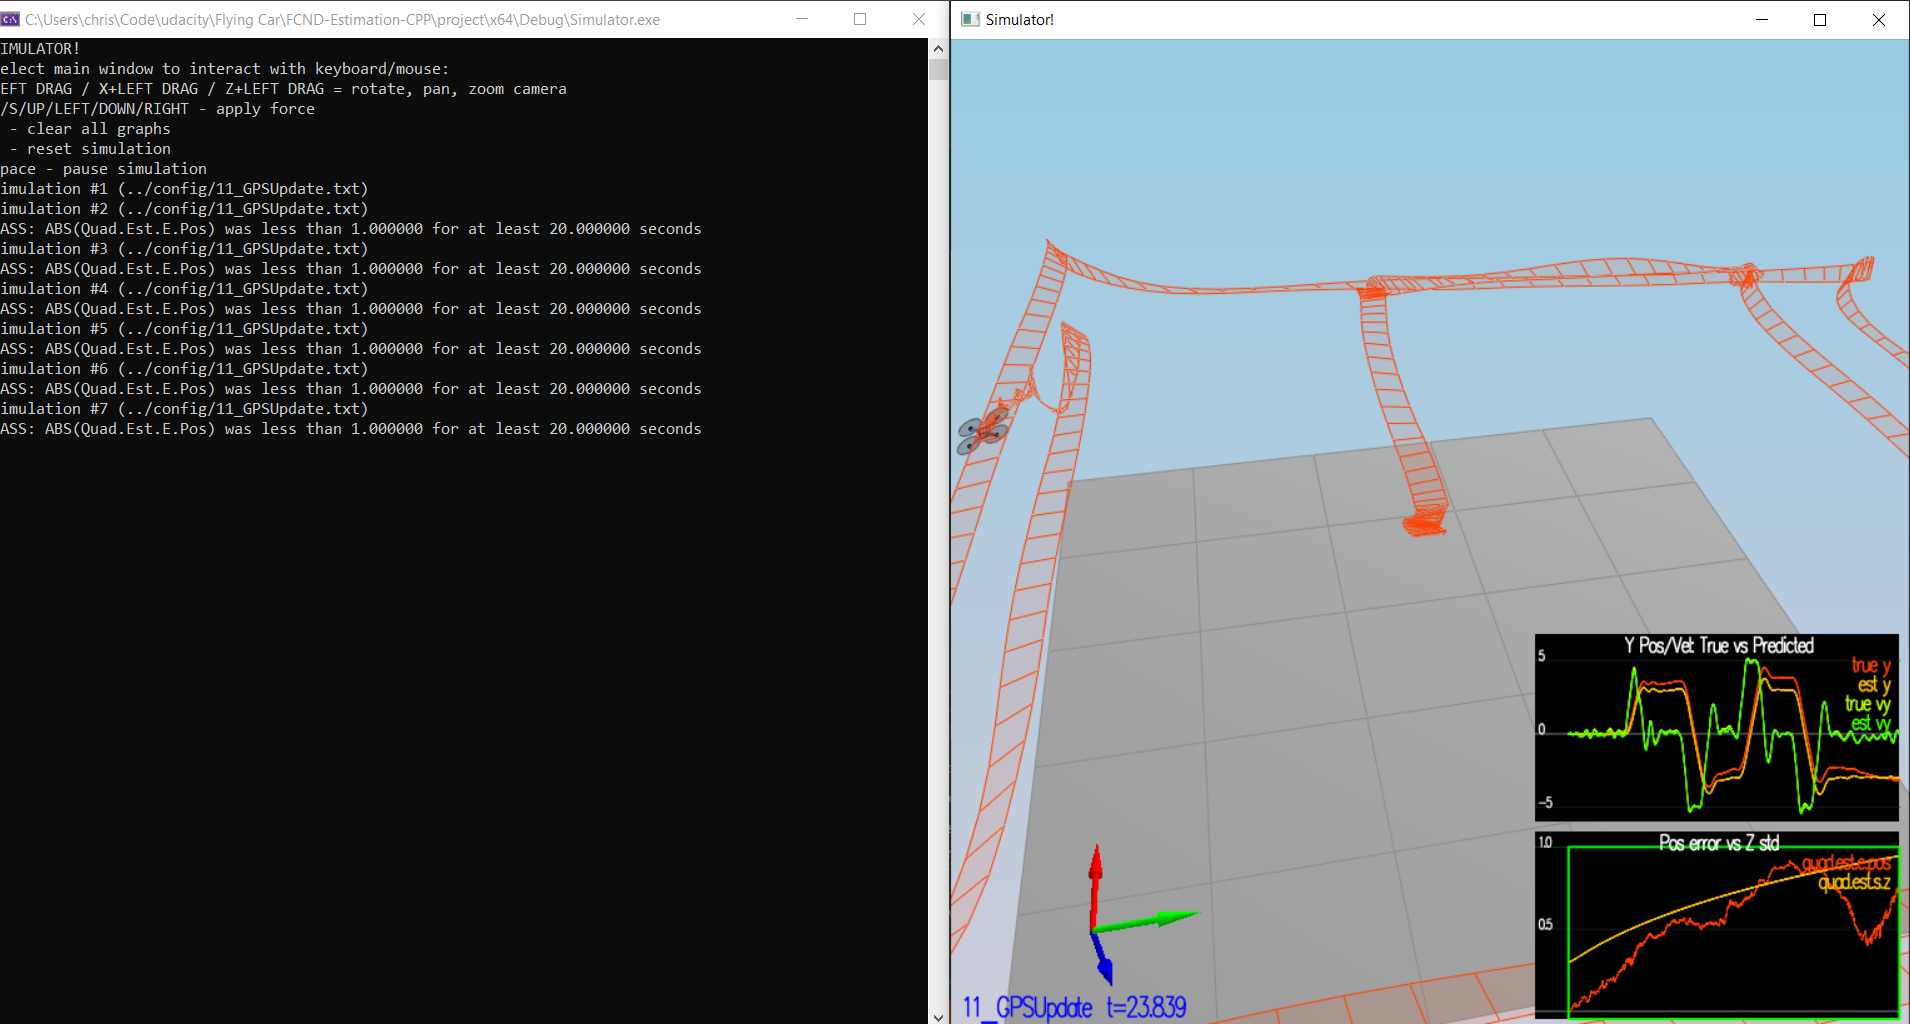 C:\Users\chris\Code\udacity\Flying Car\FCND-Estimation-CPP\project\x64\Debug\Simulator.exe
IMULATOR!
elect main window to interact with keyboard/mouse:
EFT DRAG / X+LEFT DRAG / Z+LEFT DRAG = rotate, pan, zoom camera
/S/UP/LEFT/DOWN/RIGHT - apply force
- clear all graphs
- reset simulation
pace - pause simulation
imulation #1 (../config/11_GPSUpdate.txt)
imulation #2 (../config/11_GPSUpdate.txt)
ASS: ABS(Quad.Est.E.Pos) was less than 1.000000 for at least 20.000000 seconds
imulation #3 (../config/11_GPSUpdate.txt)
ASS: ABS(Quad.Est.E.Pos) was less than 1.000000 for at least 20.000000 seconds
imulation #4 (../config/11_GPSUpdate.txt)
ASS: ABS(Quad.Est.E.Pos) was less than 1.000000 for at least 20.000000 seconds
imulation #5 (../config/11_GPSUpdate.txt)
ASS: ABS(Quad.Est.E.Pos) was less than 1.000000 for at least 20.000000 seconds
imulation #6 (../config/11_GPSUpdate.txt)
ASS: ABS(Quad.Est.E.Pos) was less than 1.000000 for at least 20.000000 seconds
imulation #7 (../config/11_GPSUpdate.txt)
ASS: ABS(Quad.Est.E.Pos) was less than 1.000000 for at least 20.000000 seconds
Simulator!
Y Pos/Vel: True vs Predicted
5
true y
est y
true vy
est vy
0
-5
Pos error vs Z std
1.0
quad.est.e.pos
quad.est.s.z
0.5
11_GPSUpdate t=23.839